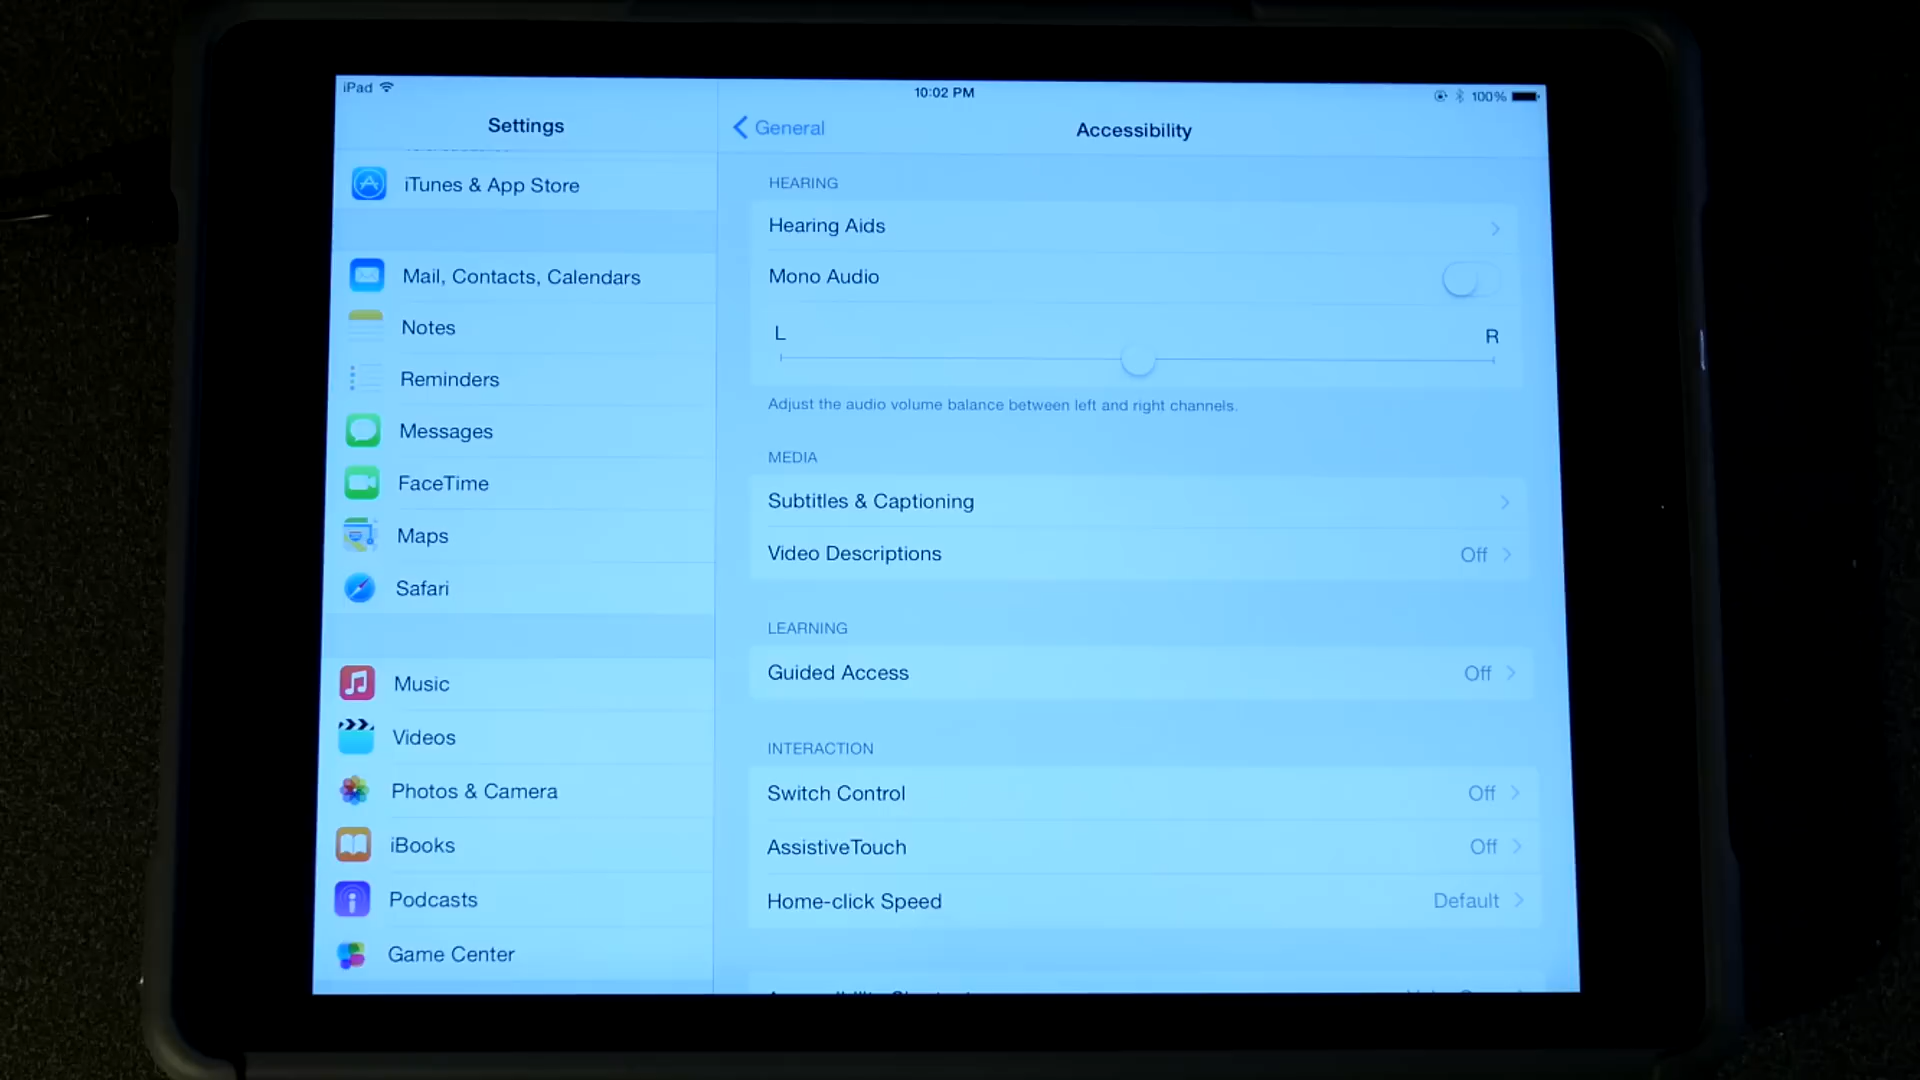 iPad
10:02 PM
100%
Settings
General
Accessibility
iTunes & App Store
Mail, Contacts, Calendars
Notes
Reminders
Messages
FaceTime
Maps
Safari
Music
Videos
Photos & Camera
iBooks
Podcasts
Game Center
HEARING
Hearing Aids
Mono Audio
L
R
Adjust the audio volume balance between left and right channels.
MEDIA
Subtitles & Captioning
Video Descriptions Off
LEARNING
Guided Access Off
INTERACTION
Switch Control Off
AssistiveTouch Off
Home-click Speed Default